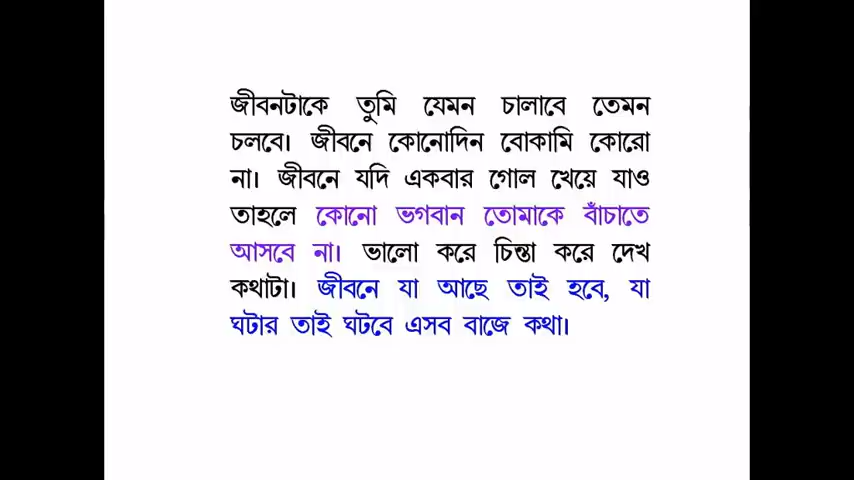 জীবনটাকে তুমি যেমন চালাবে তেমন
চলবে। জীবনে কোনোদিন বোকামি কোরো
না। জীবনে যদি একবার গোল খেয়ে যাও
তাহলে কোনো ভগবান তোমাকে বাঁচাতে
আসবে না। ভালো করে চিন্তা করে দেখ
কথাটা। জীবনে যা আছে তাই হবে, যা
ঘটার তাই ঘটবে এসব বাজে কথা।